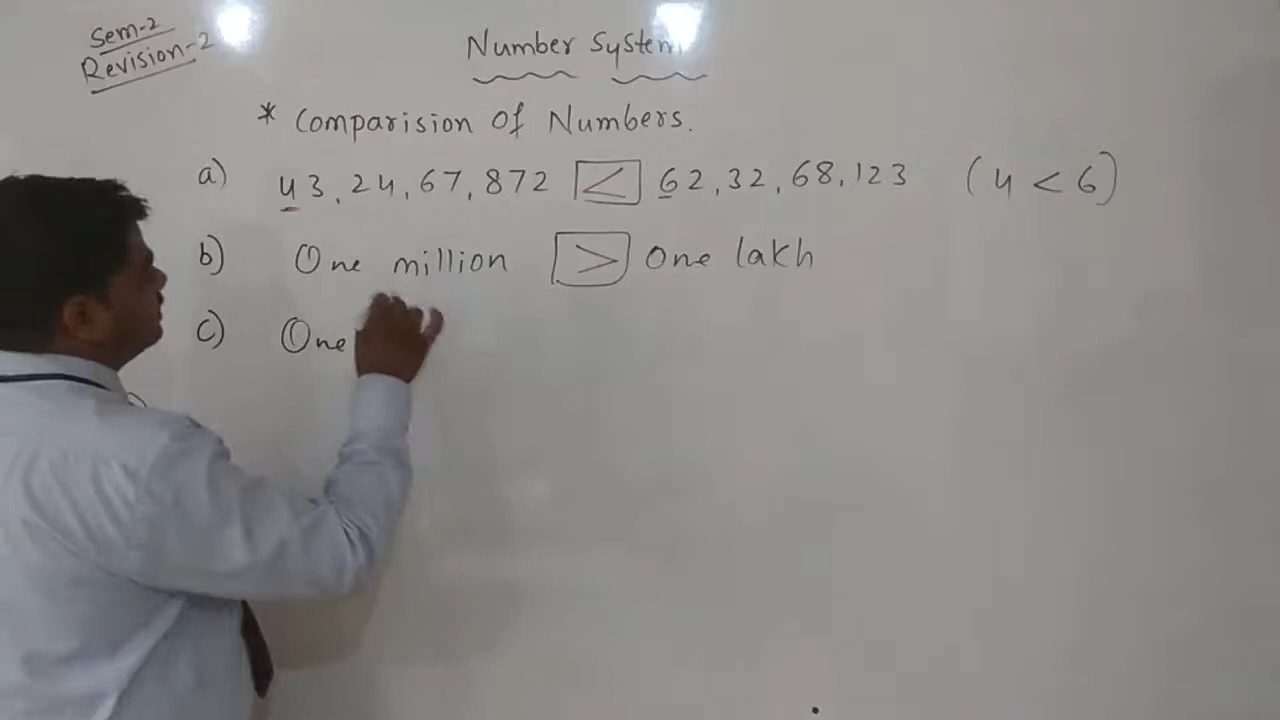 Sem-2
Revision-2
Number System
* Comparision Of Numbers.
a) 43,24,67,872 < 62,32,68,123 (4 < 6)
b) One million > One lakh
c) One